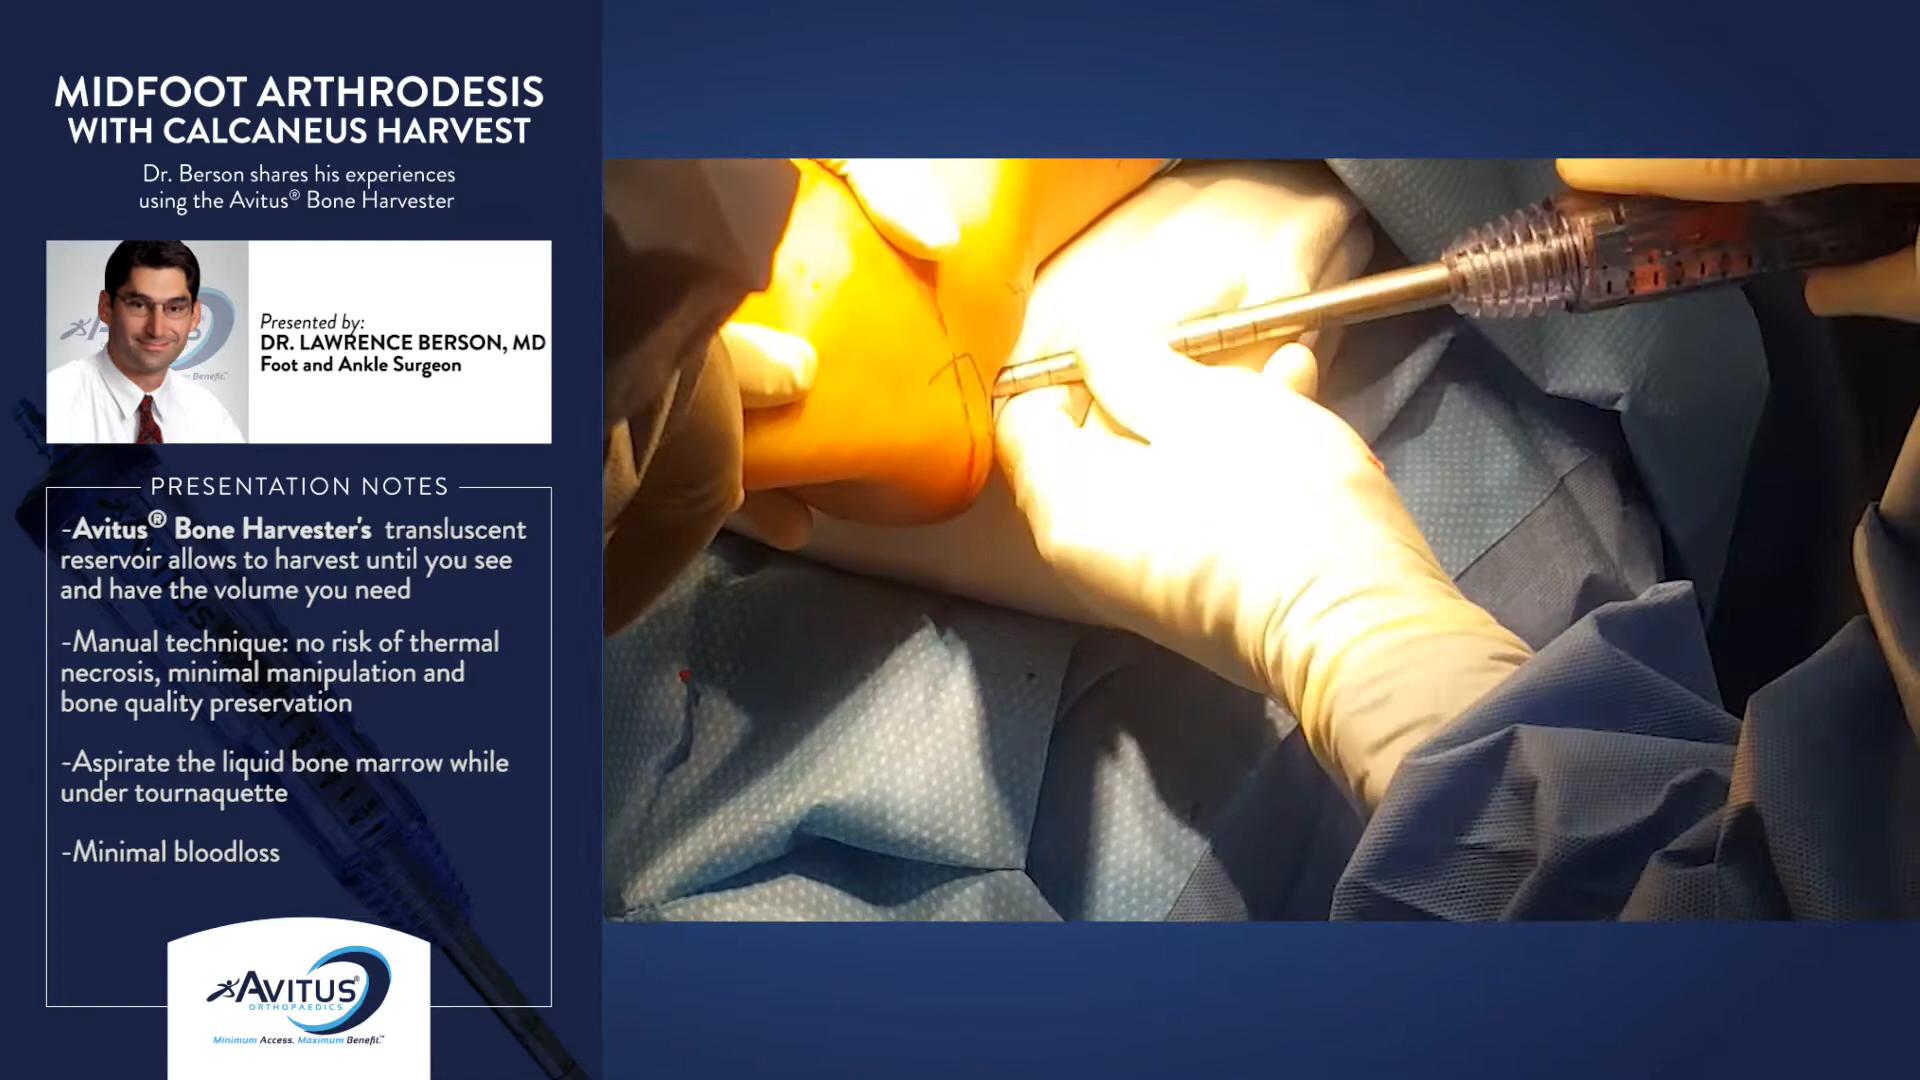 MIDFOOT ARTHRODESIS
WITH CALCANEUS HARVEST
Dr. Berson shares his experiences
using the Avitus® Bone Harvester
Presented by:
DR. LAWRENCE BERSON, MD
Foot and Ankle Surgeon
PRESENTATION NOTES
-Avitus® Bone Harvester's transluscent
reservoir allows to harvest until you see
and have the volume you need
-Manual technique: no risk of thermal
necrosis, minimal manipulation and
bone quality preservation
-Aspirate the liquid bone marrow while
under tournaquette
-Minimal bloodloss
AVITUS®
ORTHOPAEDICS
Minimum Access. Maximum Benefit.™